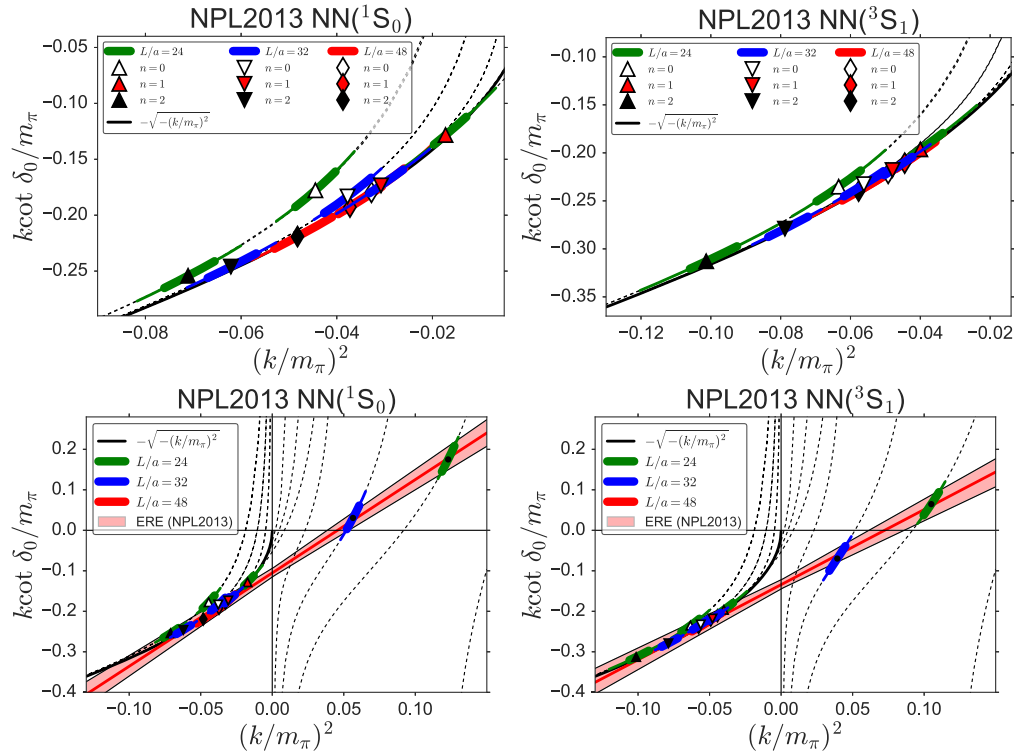 NPL2013 NN(¹S₀)
L/a = 24 L/a = 32 L/a = 48
n = 0 n = 0 n = 0
n = 1 n = 1 n = 1
n = 2 n = 2 n = 2
−√−(k/mπ)²
−0.05
−0.10
−0.15
−0.20
−0.25
kcot δ₀/mπ
−0.08 −0.06 −0.04 −0.02
(k/mπ)²
NPL2013 NN(³S₁)
L/a = 24 L/a = 32 L/a = 48
n = 0 n = 0 n = 0
n = 1 n = 1 n = 1
n = 2 n = 2 n = 2
−√−(k/mπ)²
−0.10
−0.15
−0.20
−0.25
−0.30
−0.35
kcot δ₀/mπ
−0.12 −0.10 −0.08 −0.06 −0.04 −0.02
(k/mπ)²
NPL2013 NN(¹S₀)
−√−(k/mπ)²
L/a = 24
L/a = 32
L/a = 48
ERE (NPL2013)
0.2
0.1
0.0
−0.1
−0.2
−0.3
−0.4
kcot δ₀/mπ
−0.10 −0.05 0.00 0.05 0.10
(k/mπ)²
NPL2013 NN(³S₁)
−√−(k/mπ)²
L/a = 24
L/a = 32
L/a = 48
ERE (NPL2013)
0.2
0.1
0.0
−0.1
−0.2
−0.3
−0.4
kcot δ₀/mπ
−0.10 −0.05 0.00 0.05 0.10
(k/mπ)²